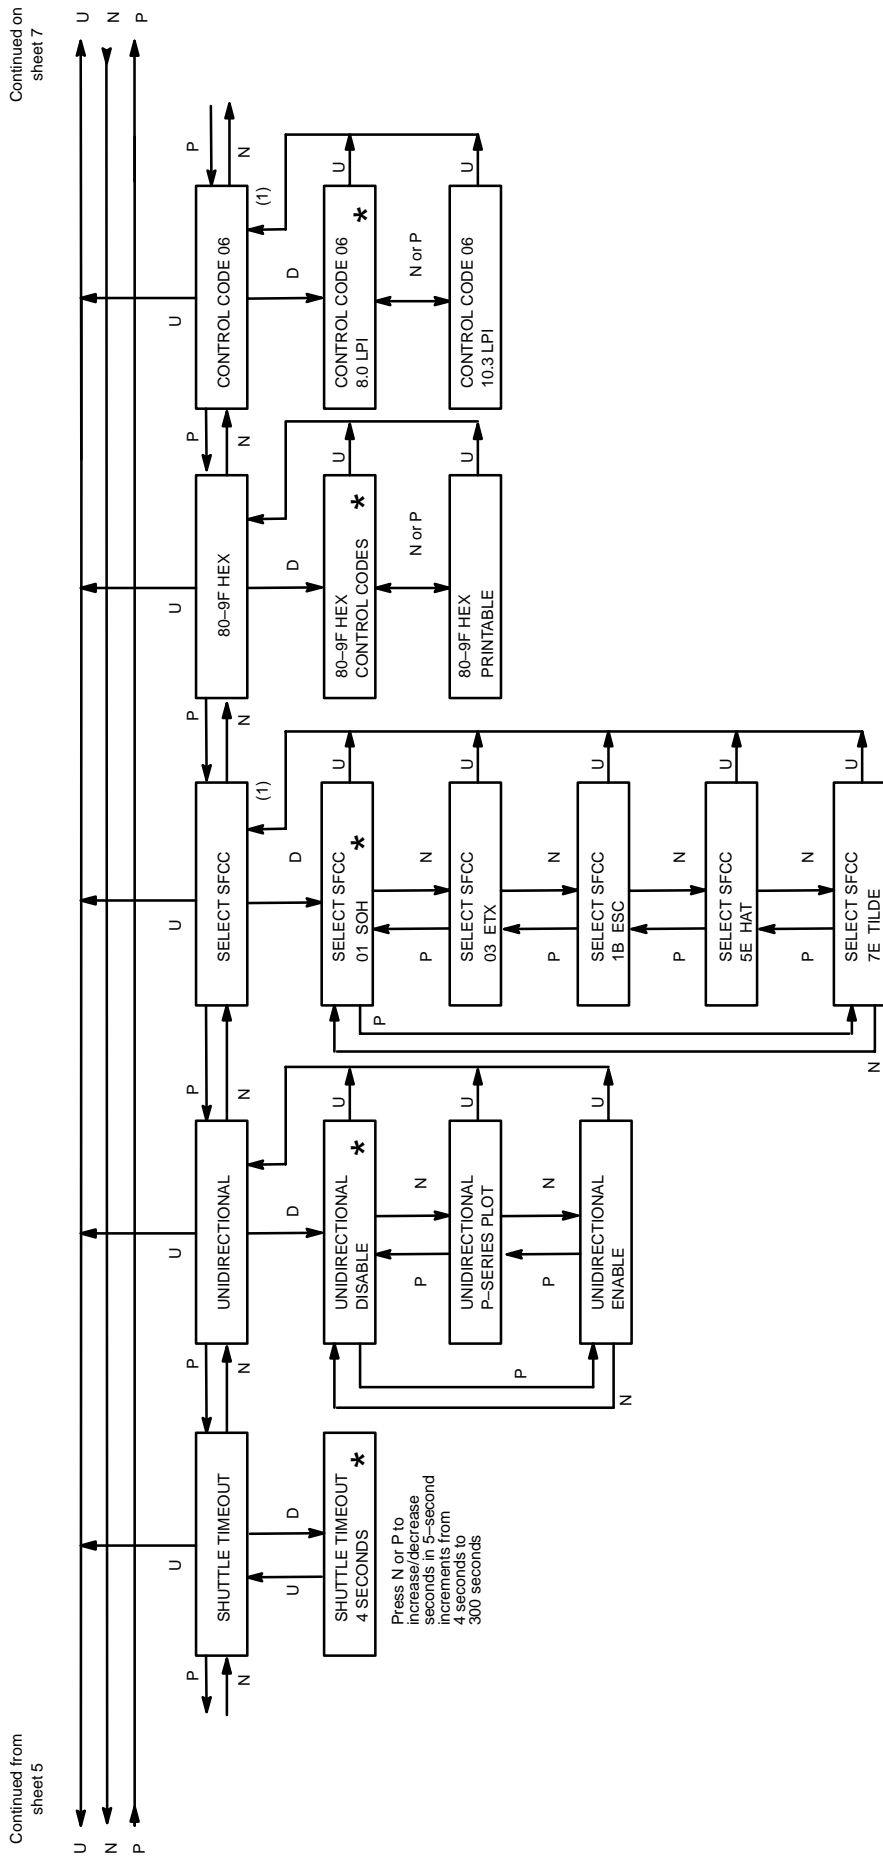 Continued from
sheet 5
Continued on
sheet 7
U
U
N
N
P
P
U
U
U
U
U
P
N
SHUTTLE TIMEOUT
P
N
UNIDIRECTIONAL
P
N
SELECT SFCC
P
N
80–9F HEX
P
N
CONTROL CODE 06
P
N
U
D
D
D
(1)
D
D
(1)
SHUTTLE TIMEOUT
4 SECONDS
*
Press N or P to
increase/decrease
seconds in 5–second
increments from
4 seconds to
300 seconds
UNIDIRECTIONAL
DISABLE
*
U
P
N
UNIDIRECTIONAL
P–SERIES PLOT
U
P
N
UNIDIRECTIONAL
ENABLE
U
P
N
SELECT SFCC
01 SOH
*
U
P
P
N
SELECT SFCC
03 ETX
U
P
N
SELECT SFCC
1B ESC
U
P
N
SELECT SFCC
5E HAT
U
P
N
SELECT SFCC
7E TILDE
U
N
80–9F HEX
CONTROL CODES
*
U
N or P
80–9F HEX
PRINTABLE
U
CONTROL CODE 06
8.0 LPI
*
U
N or P
CONTROL CODE 06
10.3 LPI
U